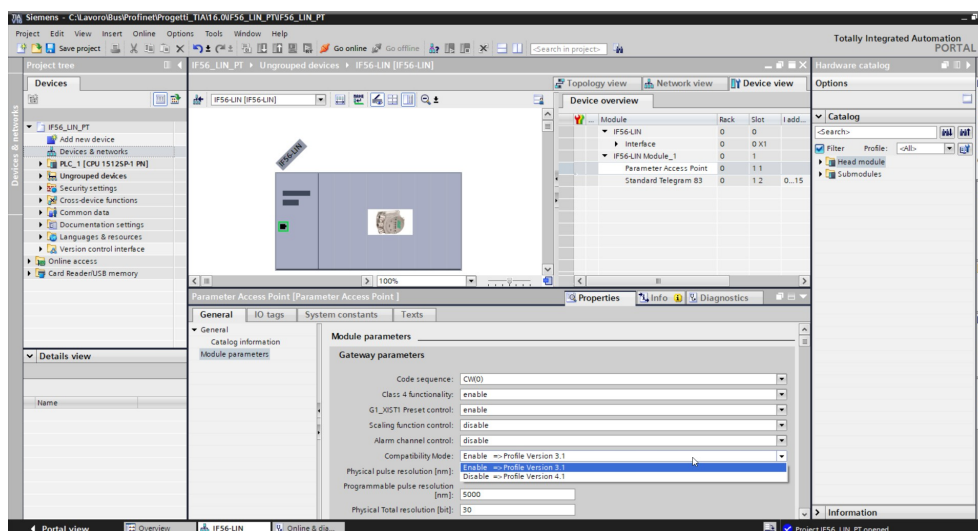 Siemens - C:\Lavoro\Bus\Profinet\Progetti_TIA\16.0\IF56_LIN_PT\IF56_LIN_PT
Project Edit View Insert Online Options Tools Window Help
Totally Integrated Automation
PORTAL
Save project Go online Go offline <Search in project>
Project tree
IF56_LIN_PT Ungrouped devices IF56-LIN [IF56-LIN]
Hardware catalog
Devices
Topology view Network view Device view
Options
IF56-LIN [IF56-LIN]
Device overview
Module Rack Slot I add...
IF56-LIN 0 0
Interface 0 0 X1
IF56-LIN Module_1 0 1
Parameter Access Point 0 1 1
Standard Telegram 83 0 1 2 0...15
Catalog
<Search>
Filter Profile: <All>
Head module
Submodules
Devices & networks
IF56_LIN_PT
Add new device
Devices & networks
PLC_1 [CPU 1512SP-1 PN]
Ungrouped devices
Security settings
Cross-device functions
Common data
Documentation settings
Languages & resources
Version control interface
Online access
Card Reader/USB memory
IF56-LIN
100%
Parameter Access Point [Parameter Access Point ]
Properties Info Diagnostics
General IO tags System constants Texts
General
Catalog information
Module parameters
Module parameters
Gateway parameters
Code sequence: CW(0)
Class 4 functionality: enable
G1_XIST1 Preset control: enable
Scaling function control: disable
Alarm channel control: disable
Compatibility Mode: Enable =>Profile Version 3.1
Enable =>Profile Version 3.1
Disable =>Profile Version 4.1
Physical pulse resolution [nm]:
Programmable pulse resolution
[nm]: 5000
Physical Total resolution [bit]: 30
Details view
Name
Information
Portal view Overview IF56-LIN Online & dia...
Project IF56_LIN_PT opened.